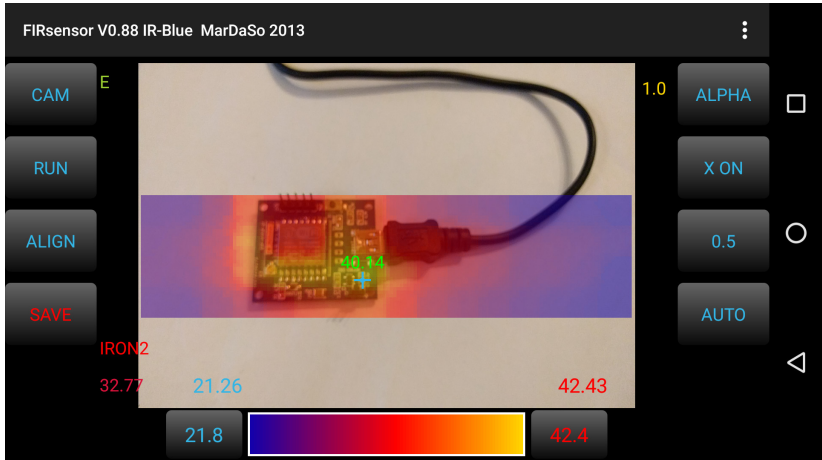 FIRsensor V0.88 IR-Blue MarDaSo 2013
CAM
E
1.0
ALPHA
RUN
X ON
ALIGN
0.5
40.14
SAVE
AUTO
IRON2
32.77
21.26
42.43
21.8
42.4